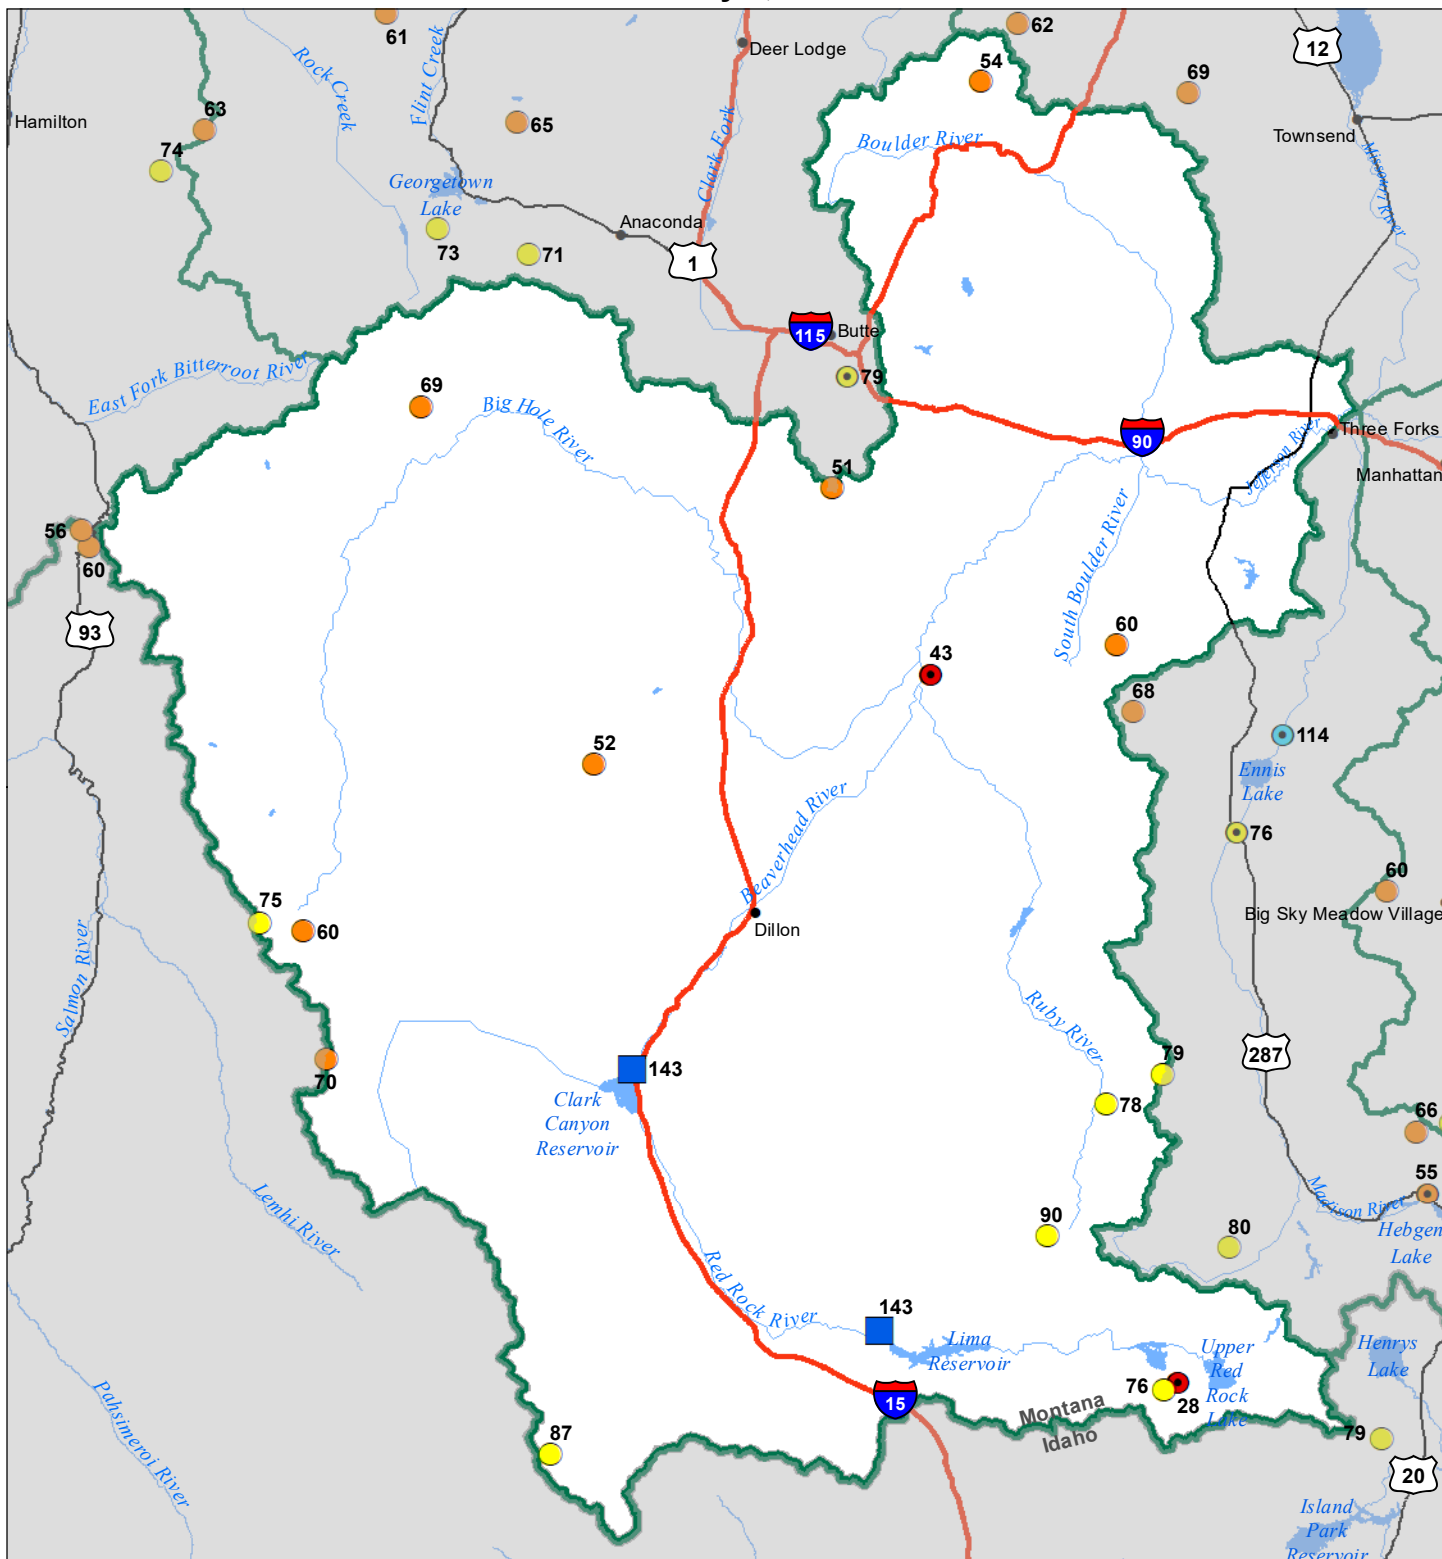 61
62
12
Deer Lodge
Rock Creek
Flint Creek
54
69
Hamilton
63
65
Clark Fork
Boulder River
Townsend
74
Missouri River
Georgetown
Lake
Anaconda
73
71
1
115
Butte
79
East Fork Bitterroot River
69
Big Hole River
90
Three Forks
Jefferson River
Manhattan
51
56
60
South Boulder River
93
60
43
68
52
114
Ennis
Lake
Beaverhead River
76
60
75
60
Big Sky Meadow Village
Dillon
Salmon River
Ruby River
79
287
70
143
78
Clark
Canyon
Reservoir
66
55
Lemhi River
Madison River
90
80
Hebgen
Lake
Red Rock River
143
Lima
Reservoir
Upper
Red
Rock
Lake
Henrys
Lake
76
28
15
Montana
Idaho
Pahsimeroi River
87
79
20
Island
Park
Reservoir